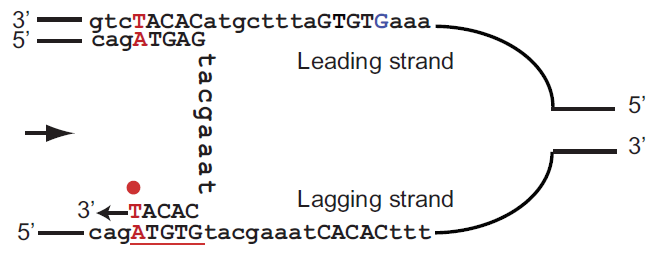 3’ gtcTACACatgctttaGTGTGaaa
5’ cagATGAG
tacgaaat
Leading strand
5’
3’
Lagging strand
3’ TACAC
5’ cagATGTGtacgaaatCACACttt